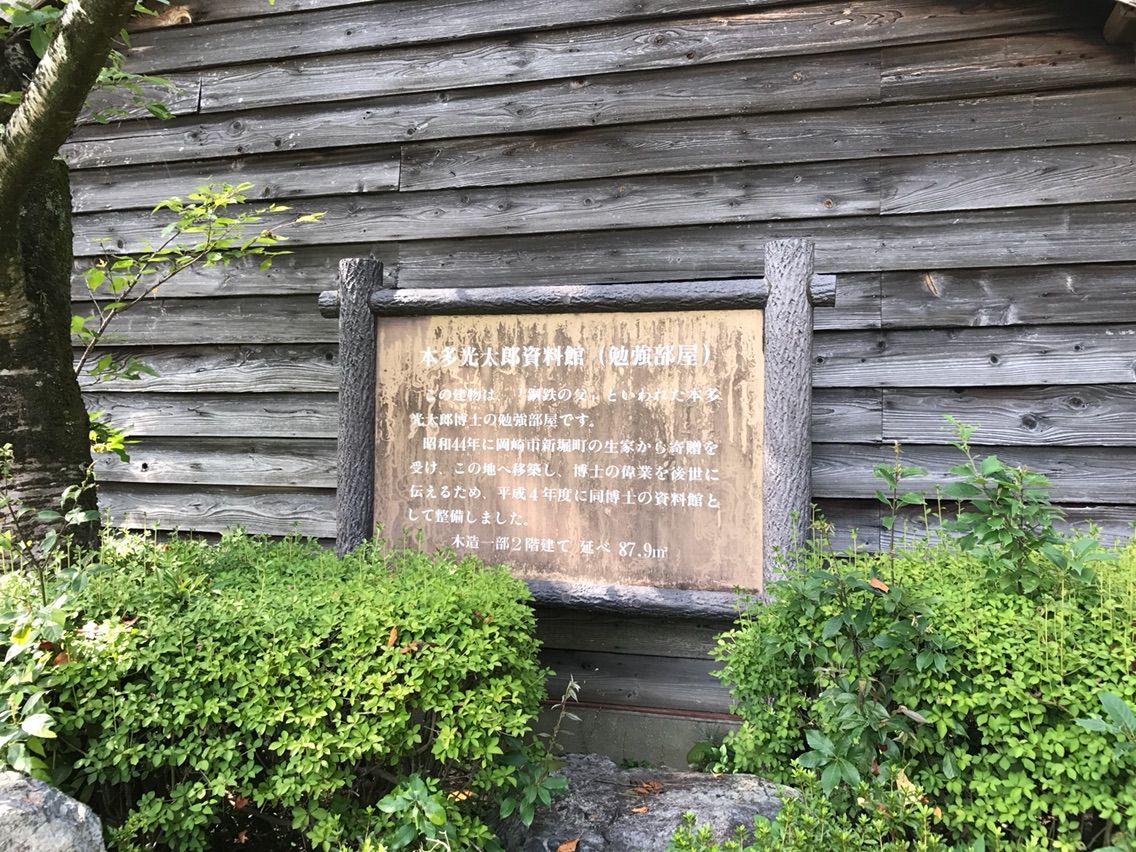 本多光太郎資料館（勉強部屋）
この建物は、「鋼鉄の父」といわれた本多
光太郎博士の勉強部屋です。
昭和44年に岡崎市新堀町の生家から寄贈を
受け、この地へ移築し、博士の偉業を後世に
伝えるため、平成４年度に同博士の資料館と
して整備しました。
木造一部２階建て 延べ 87.9㎡